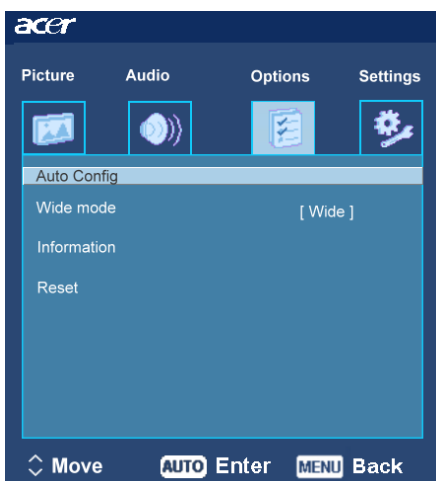 acer
Picture Audio Options Settings
Auto Config
Wide mode [ Wide ]
Information
Reset
Move AUTO Enter MENU Back